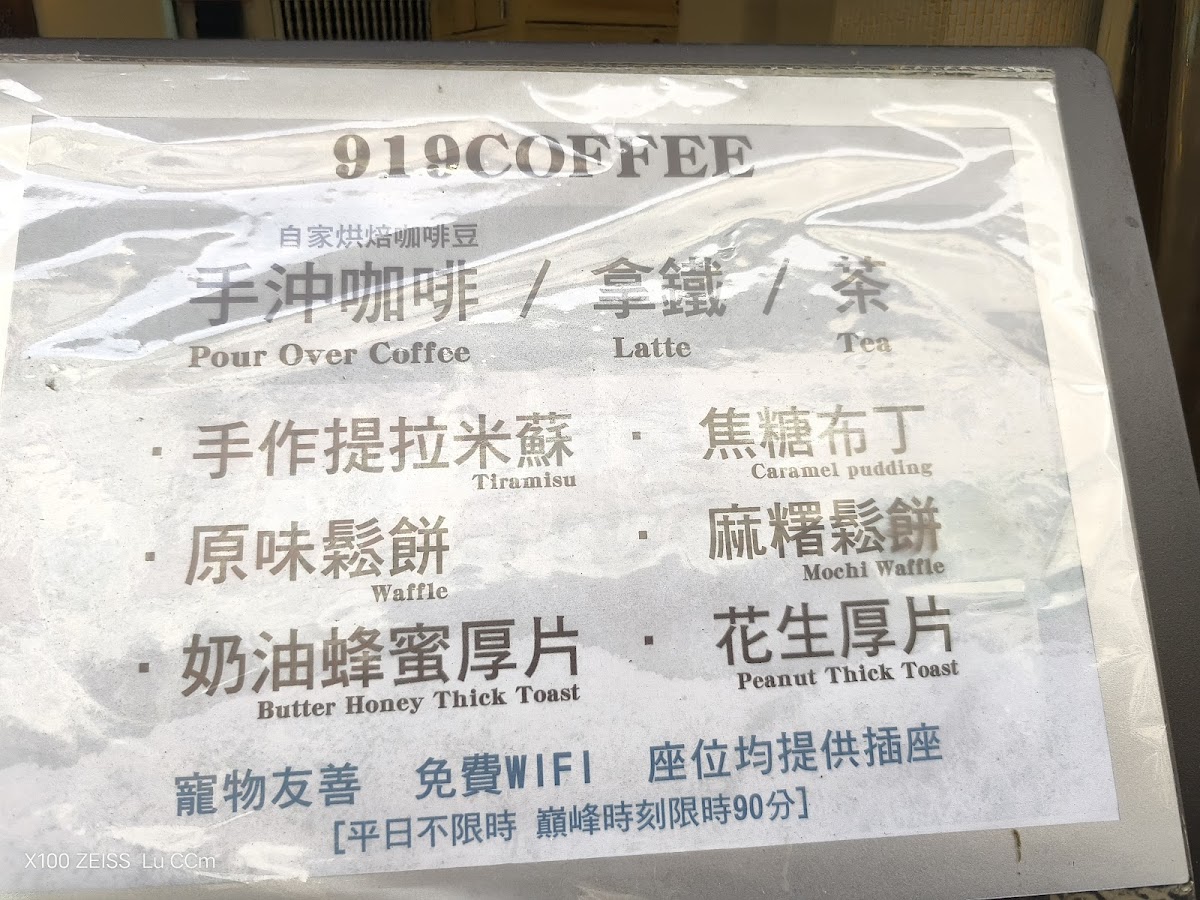 919COFFEE
自家烘焙咖啡豆
手沖咖啡 / 拿鐵 / 茶
Pour Over Coffee Latte Tea
· 手作提拉米蘇 · 焦糖布丁
Tiramisu Caramel pudding
· 原味鬆餅 · 麻糬鬆餅
Waffle Mochi Waffle
· 奶油蜂蜜厚片 · 花生厚片
Butter Honey Thick Toast Peanut Thick Toast
寵物友善 免費WIFI 座位均提供插座
[平日不限時 巔峰時刻限時90分]
X100 ZEISS Lu CCm